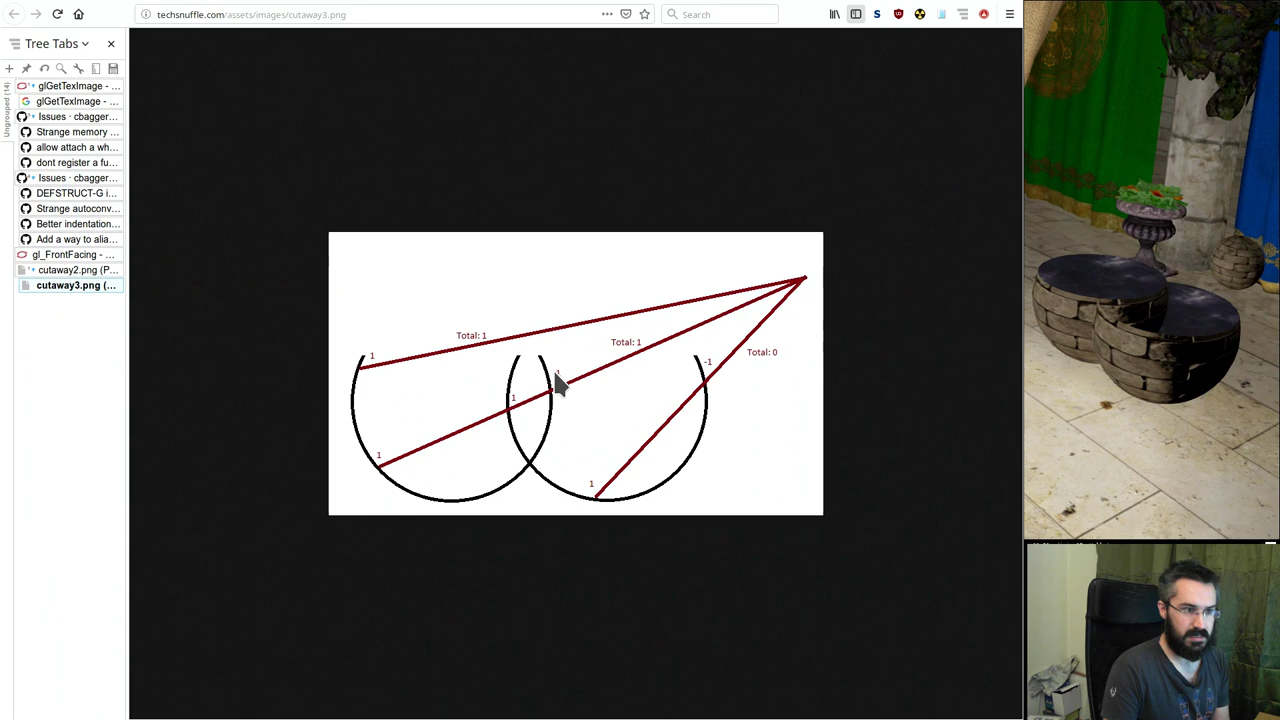 techsnuffle.com/assets/images/cutaway3.png
Search
Tree Tabs
Ungrouped (14)
glGetTexImage - ...
glGetTexImage - ...
Issues · cbagger...
Strange memory ...
allow attach a wh...
dont register a fu...
Issues · cbagger...
DEFSTRUCT-G i...
Strange autoconv...
Better indentation...
Add a way to alia...
gl_FrontFacing - ...
cutaway2.png (P...
cutaway3.png (...
Total: 1
Total: 1
Total: 0
1
-1
1
1
1